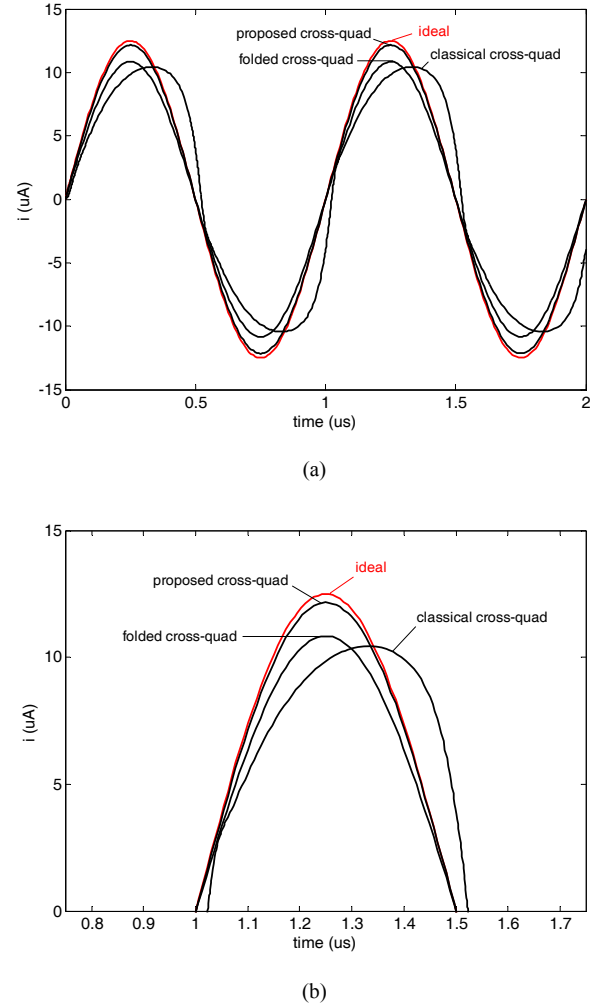 15
proposed cross-quad
ideal
folded cross-quad
classical cross-quad
10
5
0
-5
-10
-15
i (uA)
0 0.5 1 1.5 2
time (us)
(a)
15
ideal
proposed cross-quad
classical cross-quad
folded cross-quad
10
5
0
i (uA)
0.8 0.9 1 1.1 1.2 1.3 1.4 1.5 1.6 1.7
time (us)
(b)